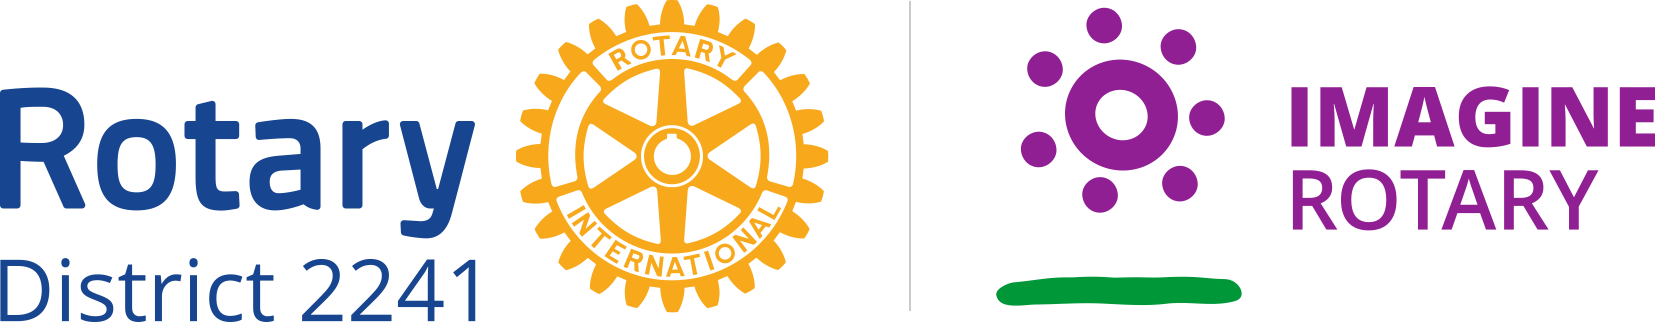 Rotary
District 2241
ROTARY
INTERNATIONAL
IMAGINE
ROTARY